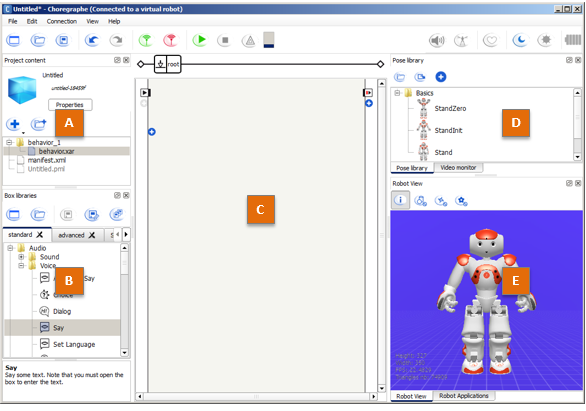 Untitled* - Choregraphe (Connected to a virtual robot)
File Edit Connection View Help
Project content
Untitled
untitled-18459f
Properties
A
behavior_1
behavior.xar
manifest.xml
Untitled.pml
Box libraries
standard advanced
Audio
Sound
Voice
Say
B
Choice
Dialog
Say
Set Language
Say
Say some text. Note that you must open the
box to enter the text.
root
C
Pose library
Basics
StandZero
StandInit
Stand
D
Pose library Video monitor
Robot View
i
E
Robot View Robot Applications